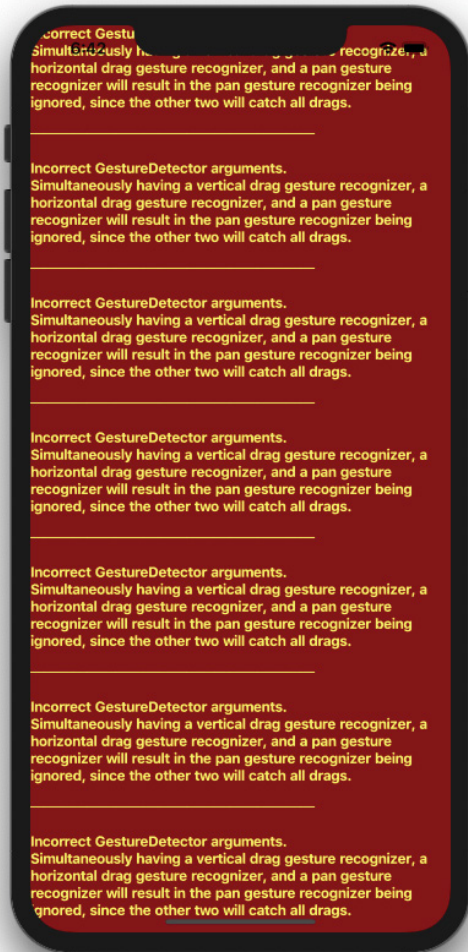 Incorrect Gestu
6:42
Simultaneously recognizer, a
horizontal drag gesture recognizer, and a pan gesture
recognizer will result in the pan gesture recognizer being
ignored, since the other two will catch all drags.
Incorrect GestureDetector arguments.
Simultaneously having a vertical drag gesture recognizer, a
horizontal drag gesture recognizer, and a pan gesture
recognizer will result in the pan gesture recognizer being
ignored, since the other two will catch all drags.
Incorrect GestureDetector arguments.
Simultaneously having a vertical drag gesture recognizer, a
horizontal drag gesture recognizer, and a pan gesture
recognizer will result in the pan gesture recognizer being
ignored, since the other two will catch all drags.
Incorrect GestureDetector arguments.
Simultaneously having a vertical drag gesture recognizer, a
horizontal drag gesture recognizer, and a pan gesture
recognizer will result in the pan gesture recognizer being
ignored, since the other two will catch all drags.
Incorrect GestureDetector arguments.
Simultaneously having a vertical drag gesture recognizer, a
horizontal drag gesture recognizer, and a pan gesture
recognizer will result in the pan gesture recognizer being
ignored, since the other two will catch all drags.
Incorrect GestureDetector arguments.
Simultaneously having a vertical drag gesture recognizer, a
horizontal drag gesture recognizer, and a pan gesture
recognizer will result in the pan gesture recognizer being
ignored, since the other two will catch all drags.
Incorrect GestureDetector arguments.
Simultaneously having a vertical drag gesture recognizer, a
horizontal drag gesture recognizer, and a pan gesture
recognizer will result in the pan gesture recognizer being
ignored, since the other two will catch all drags.